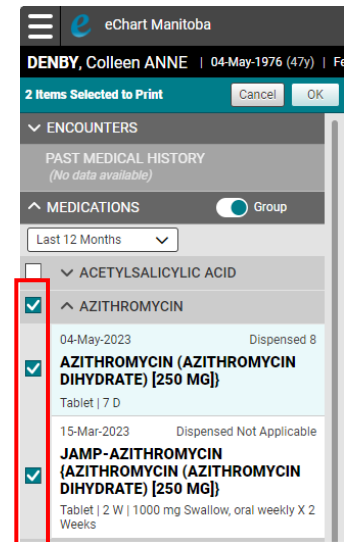 eChart Manitoba
DENBY, Colleen ANNE | 04-May-1976 (47y) | Fe
2 Items Selected to Print Cancel OK
ENCOUNTERS
PAST MEDICAL HISTORY
(No data available)
MEDICATIONS Group
Last 12 Months
ACETYLSALICYLIC ACID
AZITHROMYCIN
04-May-2023 Dispensed 8
AZITHROMYCIN (AZITHROMYCIN
DIHYDRATE) [250 MG]}
Tablet | 7 D
15-Mar-2023 Dispensed Not Applicable
JAMP-AZITHROMYCIN
{AZITHROMYCIN (AZITHROMYCIN
DIHYDRATE) [250 MG]}
Tablet | 2 W | 1000 mg Swallow, oral weekly X 2
Weeks